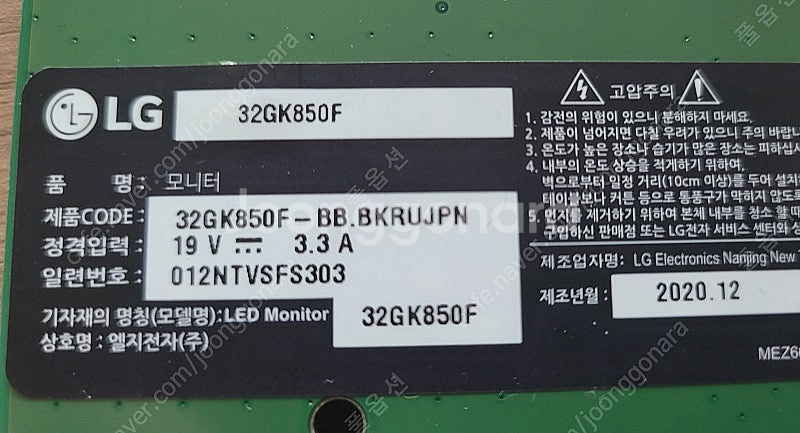 LG 32GK850F
품 명: 모니터
제품CODE: 32GK850F-BB.BKRUJPN
정격입력: 19 V 3.3 A
일련번호: 012NTVSFS303
기자재의 명칭(모델명):LED Monitor 32GK850F
상호명: 엘지전자(주)
고압주의
1. 감전의 위험이 있으니 분해하지 마세요.
2. 제품이 넘어지면 다칠 우려가 있으니 주의 바랍니
3. 온도가 높은 장소나 습기가 많은 장소는 피하십시
4. 내부의 온도 상승을 적게하기 위하여,
벽으로부터 일정 거리(10cm 이상)를 두어 설치
테이블보나 커튼 등으로 통풍구가 막히지 않도
5. 먼지를 제거하기 위하여 본체 내부를 청소 할 때
구입하신 판매점 또는 LG전자 서비스 센터와 상
제조업자명: LG Electronics Nanjing New T
제조년월: 2020.12
MEZ6
cafe.naver.com/joonggonara
풀옵션